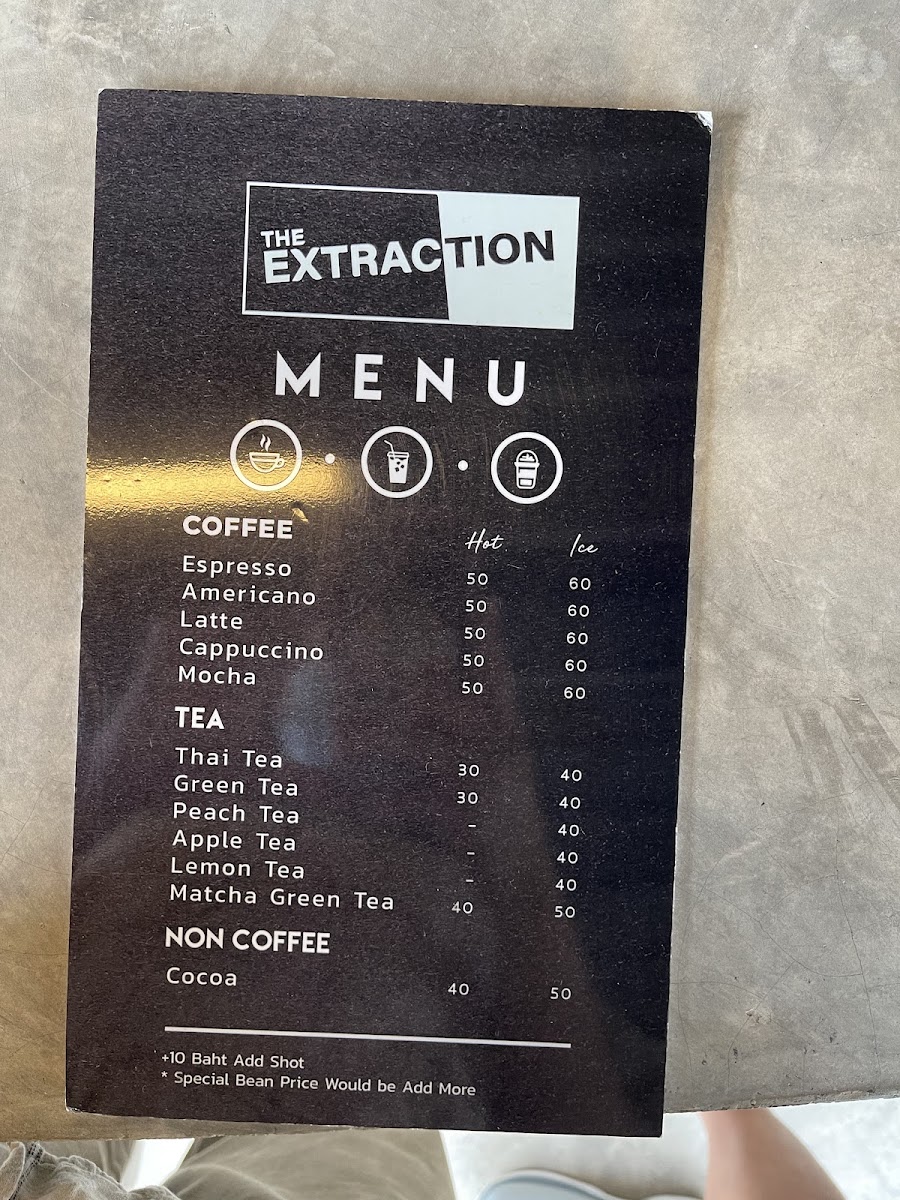 THE
EXTRACTION
MENU
COFFEE Hot Ice
Espresso 50 60
Americano 50 60
Latte 50 60
Cappuccino 50 60
Mocha 50 60
TEA
Thai Tea 30 40
Green Tea 30 40
Peach Tea - 40
Apple Tea - 40
Lemon Tea - 40
Matcha Green Tea 40 50
NON COFFEE
Cocoa 40 50
+10 Baht Add Shot
* Special Bean Price Would be Add More